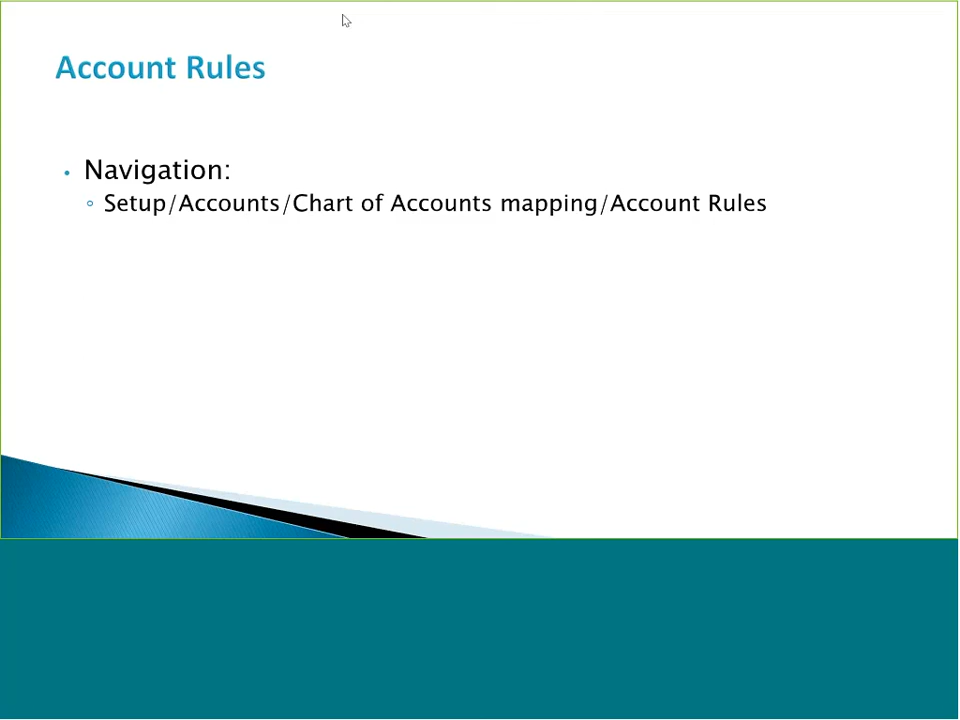 Account Rules
• Navigation:
◦ Setup/Accounts/Chart of Accounts mapping/Account Rules